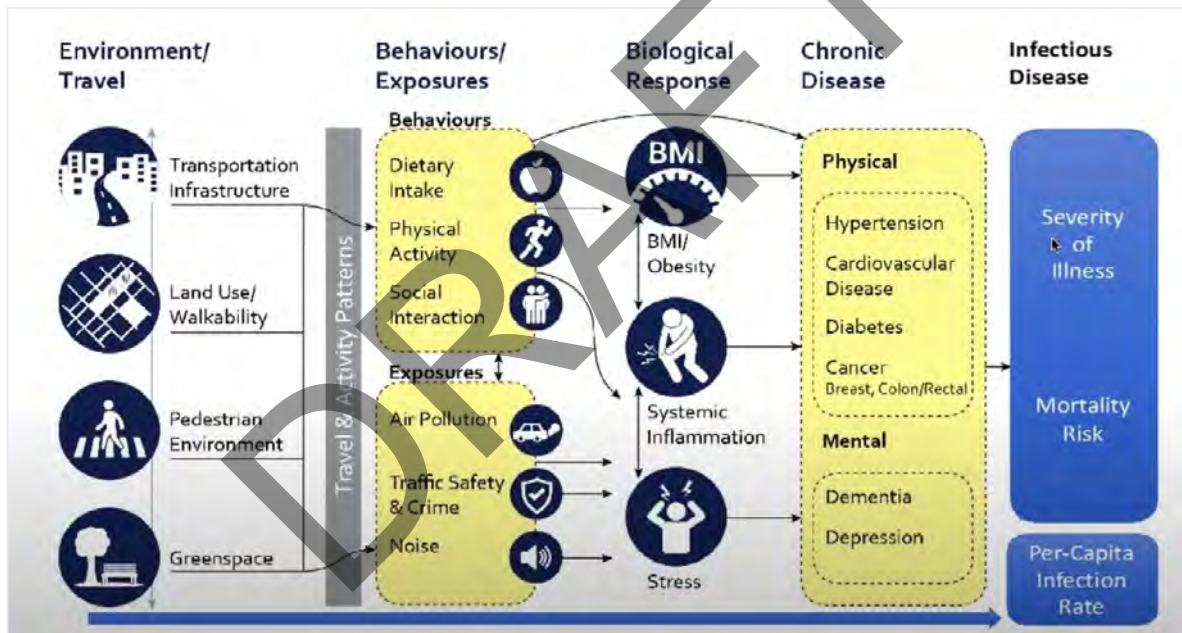 Environment/
Travel
Behaviours/
Exposures
Biological
Response
Chronic
Disease
Infectious
Disease
Transportation
Infrastructure
Land Use/
Walkability
Pedestrian
Environment
Greenspace
Travel & Activity Patterns
Behaviours
Dietary
Intake
Physical
Activity
Social
Interaction
Exposures
Air Pollution
Traffic Safety
& Crime
Noise
BMI
BMI/
Obesity
Systemic
Inflammation
Stress
Physical
Hypertension
Cardiovascular
Disease
Diabetes
Cancer
Breast, Colon/Rectal
Mental
Dementia
Depression
Severity
of
Illness
Mortality
Risk
Per-Capita
Infection
Rate
DRAFT